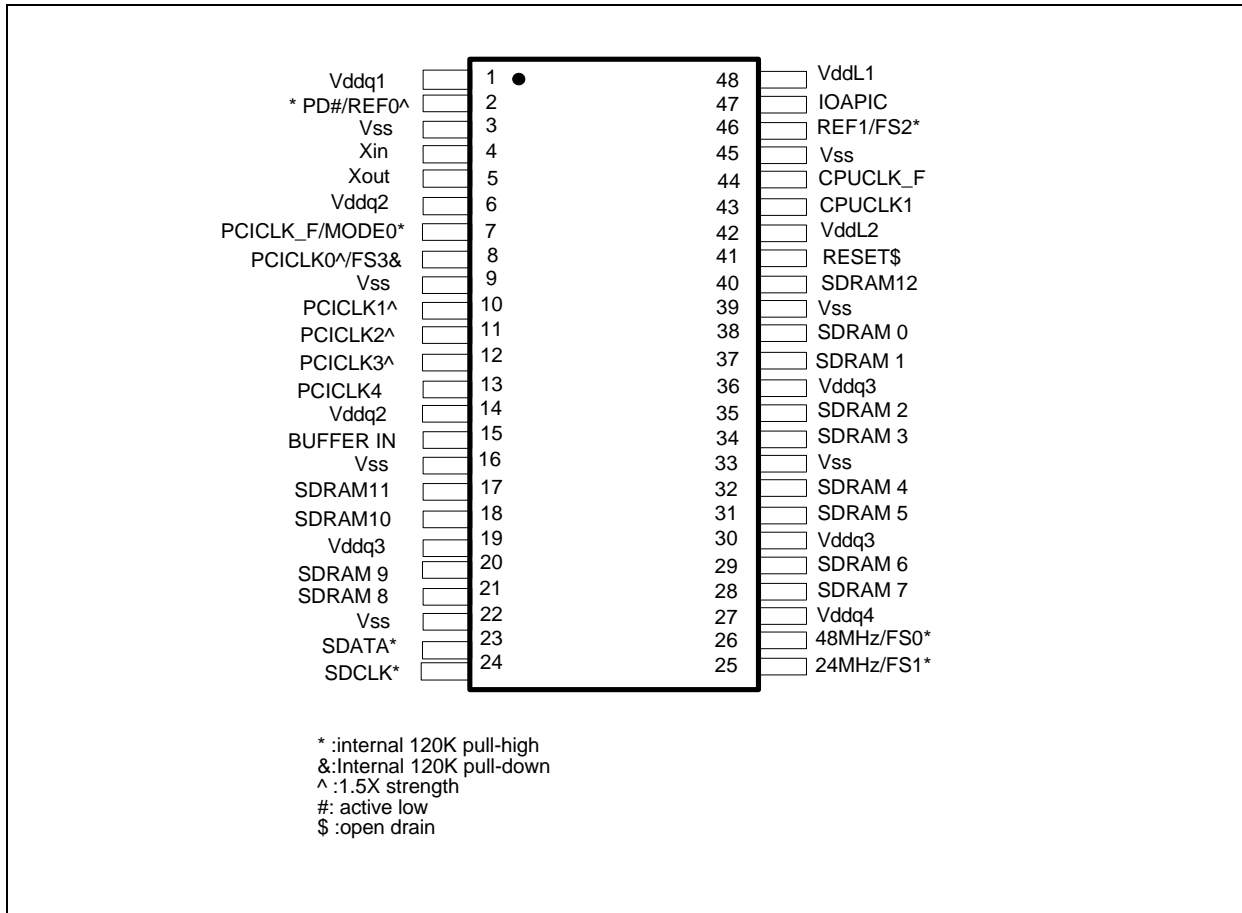 Vddq1 1 48 VddL1
* PD#/REF0^ 2 47 IOAPIC
Vss 3 46 REF1/FS2*
Xin 4 45 Vss
Xout 5 44 CPUCLK_F
Vddq2 6 43 CPUCLK1
PCICLK_F/MODE0* 7 42 VddL2
PCICLK0^/FS3& 8 41 RESET$
Vss 9 40 SDRAM12
PCICLK1^ 10 39 Vss
PCICLK2^ 11 38 SDRAM 0
PCICLK3^ 12 37 SDRAM 1
PCICLK4 13 36 Vddq3
Vddq2 14 35 SDRAM 2
BUFFER IN 15 34 SDRAM 3
Vss 16 33 Vss
SDRAM11 17 32 SDRAM 4
SDRAM10 18 31 SDRAM 5
Vddq3 19 30 Vddq3
SDRAM 9 20 29 SDRAM 6
SDRAM 8 21 28 SDRAM 7
Vss 22 27 Vddq4
SDATA* 23 26 48MHz/FS0*
SDCLK* 24 25 24MHz/FS1*
* :internal 120K pull-high
&:Internal 120K pull-down
^ :1.5X strength
#: active low
$ :open drain